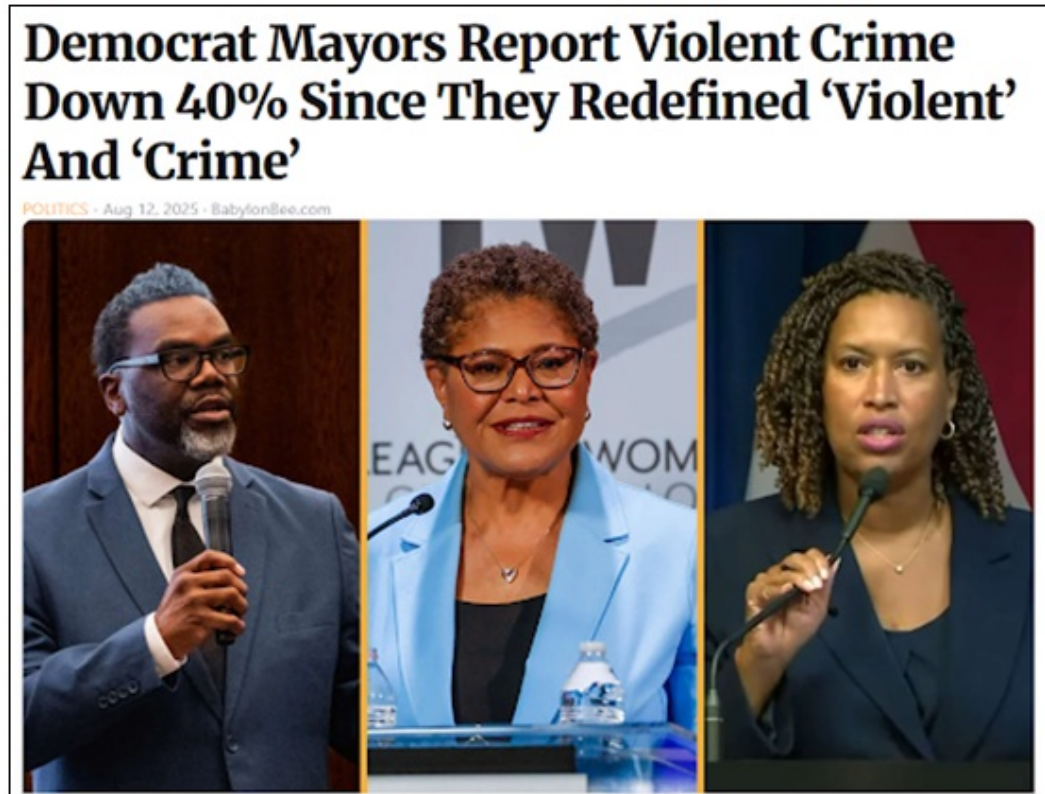 Democrat Mayors Report Violent Crime
Down 40% Since They Redefined ‘Violent’
And ‘Crime’
POLITICS · Aug 12, 2025 · BabylonBee.com
LEAG WOM